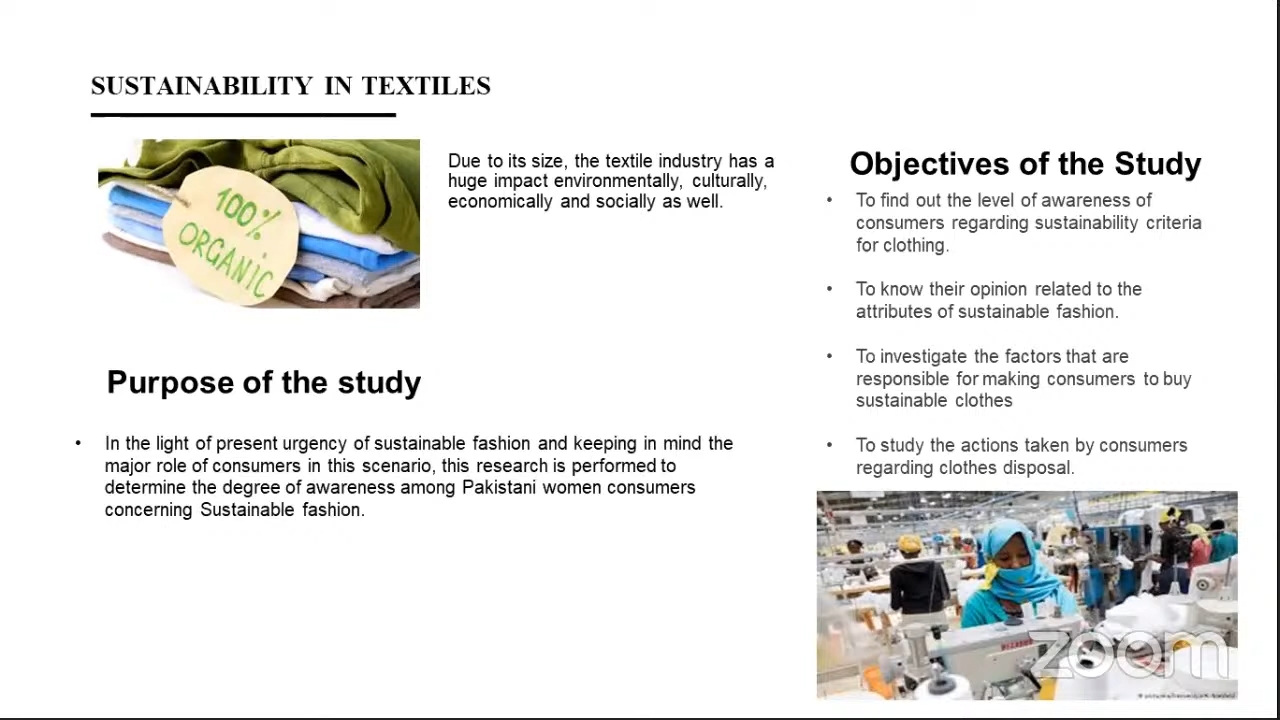 SUSTAINABILITY IN TEXTILES
100%
ORGANIC
Due to its size, the textile industry has a
huge impact environmentally, culturally,
economically and socially as well.
Purpose of the study
• In the light of present urgency of sustainable fashion and keeping in mind the
major role of consumers in this scenario, this research is performed to
determine the degree of awareness among Pakistani women consumers
concerning Sustainable fashion.
Objectives of the Study
• To find out the level of awareness of
consumers regarding sustainability criteria
for clothing.
• To know their opinion related to the
attributes of sustainable fashion.
• To investigate the factors that are
responsible for making consumers to buy
sustainable clothes
• To study the actions taken by consumers
regarding clothes disposal.
zoom